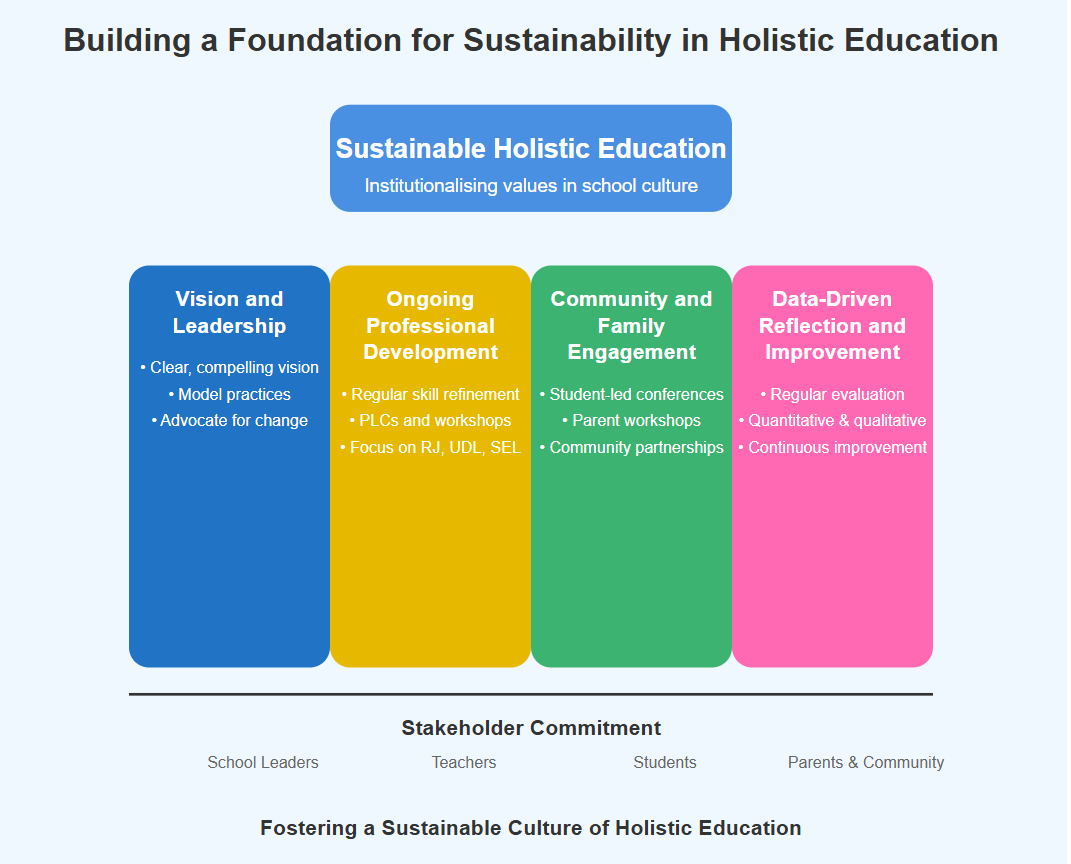 Building a Foundation for Sustainability in Holistic Education
Sustainable Holistic Education
Institutionalising values in school culture
Vision and
Leadership
• Clear, compelling vision
• Model practices
• Advocate for change
Ongoing
Professional
Development
• Regular skill refinement
• PLCs and workshops
• Focus on RJ, UDL, SEL
Community and
Family
Engagement
• Student-led conferences
• Parent workshops
• Community partnerships
Data-Driven
Reflection and
Improvement
• Regular evaluation
• Quantitative & qualitative
• Continuous improvement
Stakeholder Commitment
School Leaders
Teachers
Students
Parents & Community
Fostering a Sustainable Culture of Holistic Education